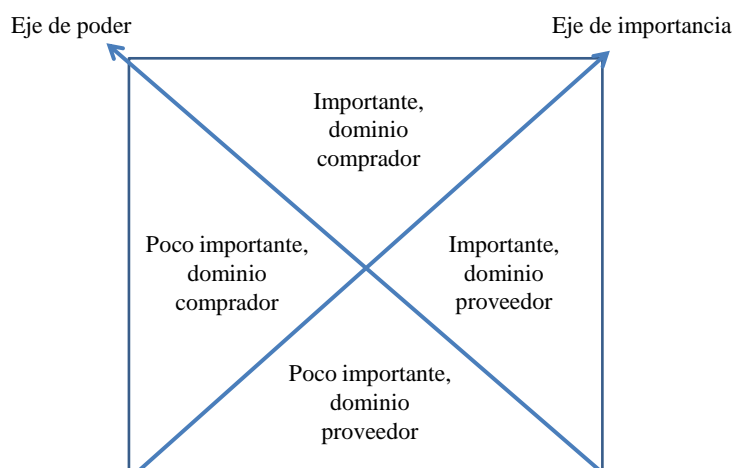 Eje de poder
Eje de importancia
Importante,
dominio
comprador
Poco importante,
dominio
comprador
Importante,
dominio
proveedor
Poco importante,
dominio
proveedor